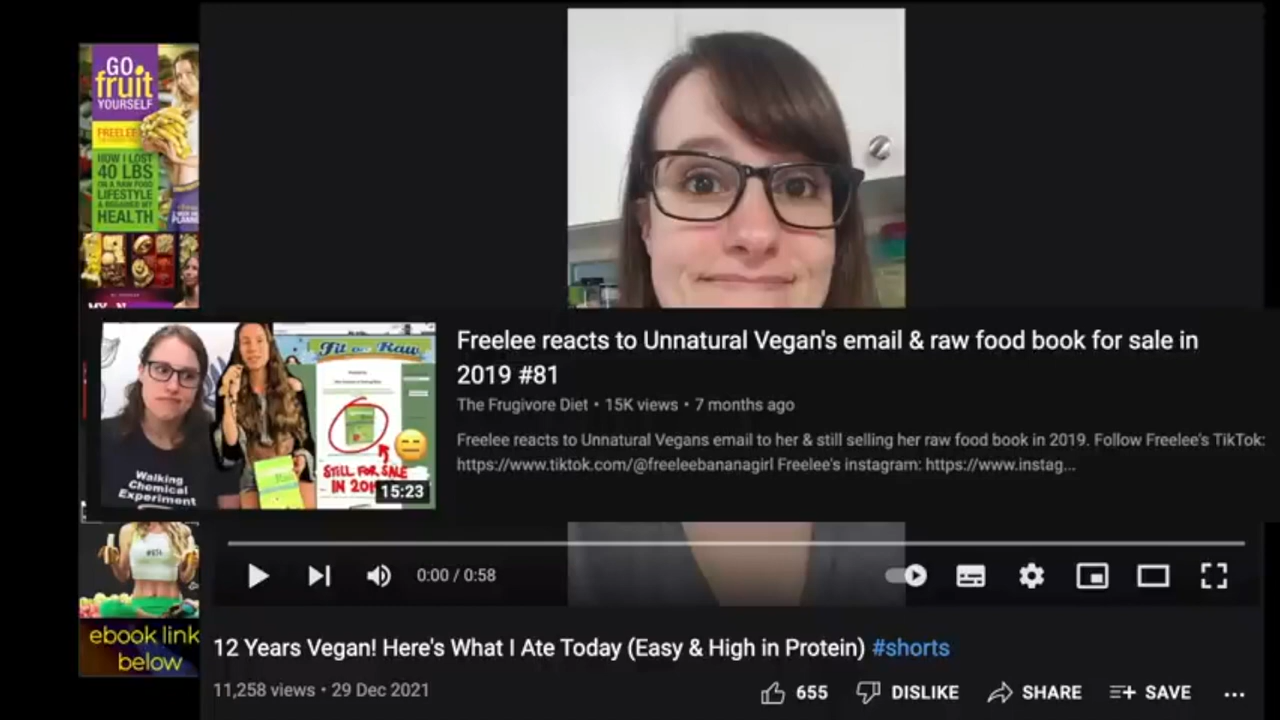 GO
fruit
YOURSELF
FREELEE
HOW I LOST
40 LBS
ON A RAW FOOD
LIFESTYLE
& REGAINED MY
HEALTH
Fit on Raw
Walking
Chemical
Experiment
STILL FOR SALE
IN 201
15:23
Freelee reacts to Unnatural Vegan's email & raw food book for sale in
2019 #81
The Frugivore Diet • 15K views • 7 months ago
Freelee reacts to Unnatural Vegans email to her & still selling her raw food book in 2019. Follow Freelee's TikTok:
https://www.tiktok.com/@freeleebananagirl Freelee's instagram: https://www.instag...
ebook link
below
0:00 / 0:58
12 Years Vegan! Here's What I Ate Today (Easy & High in Protein) #shorts
11,258 views • 29 Dec 2021
655 DISLIKE SHARE SAVE